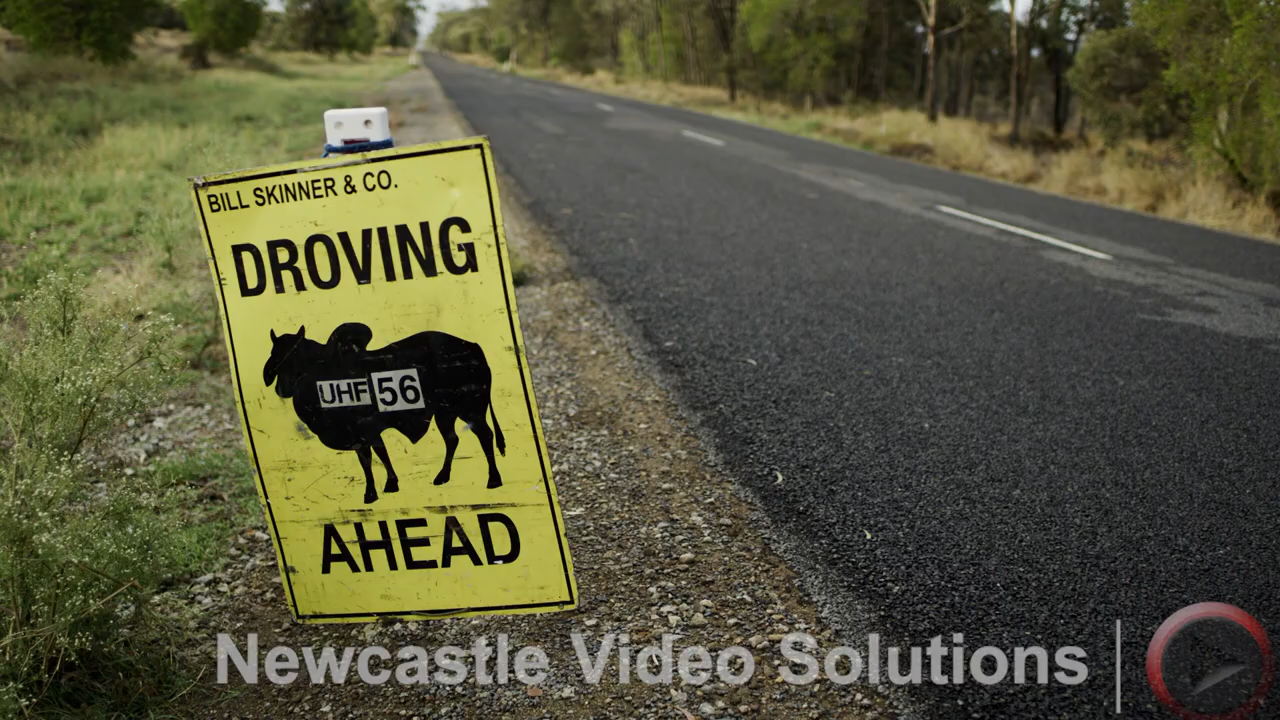 BILL SKINNER & CO.
DROVING
UHF 56
AHEAD
Newcastle Video Solutions